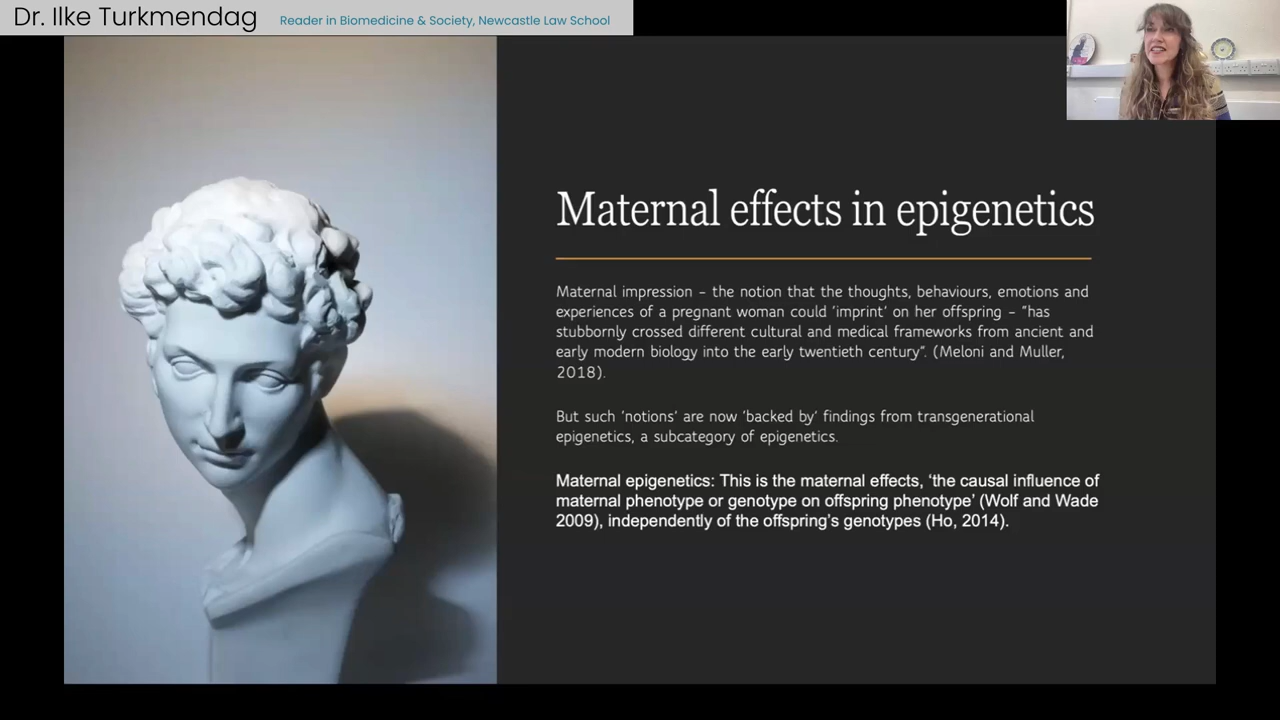 Dr. Ilke Turkmendag Reader in Biomedicine & Society, Newcastle Law School
Maternal effects in epigenetics
Maternal impression – the notion that the thoughts, behaviours, emotions and
experiences of a pregnant woman could ‘imprint’ on her offspring – “has
stubbornly crossed different cultural and medical frameworks from ancient and
early modern biology into the early twentieth century”. (Meloni and Muller,
2018).
But such ‘notions’ are now ‘backed by’ findings from transgenerational
epigenetics, a subcategory of epigenetics.
Maternal epigenetics: This is the maternal effects, ‘the causal influence of
maternal phenotype or genotype on offspring phenotype’ (Wolf and Wade
2009), independently of the offspring’s genotypes (Ho, 2014).